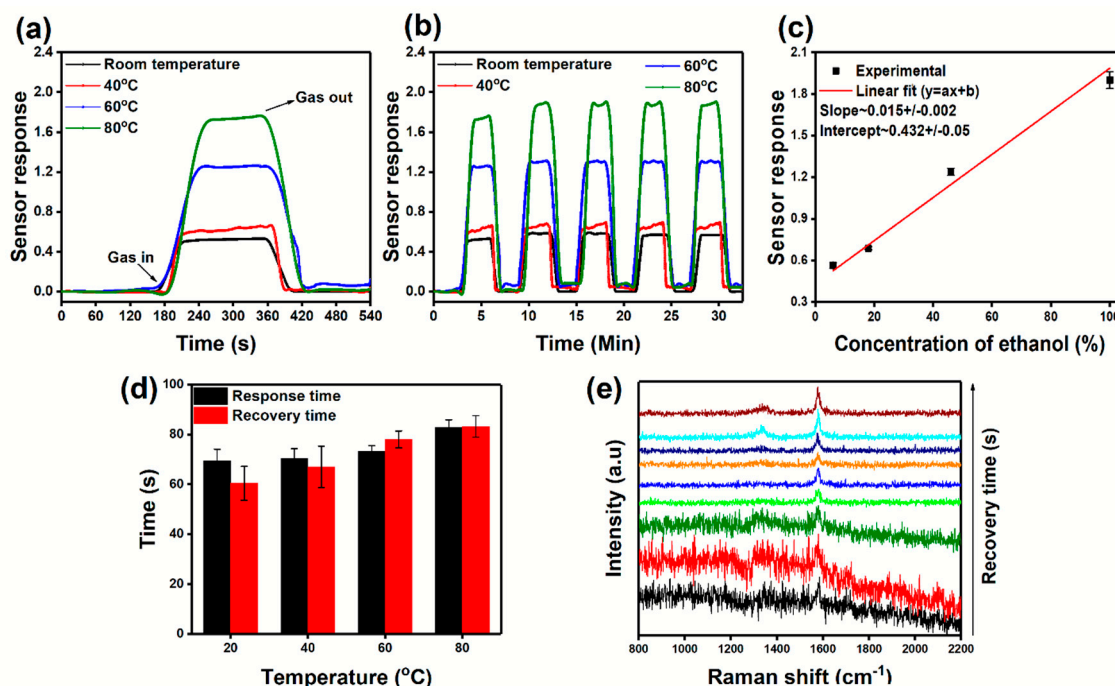 (a)
Sensor response
2.4
2.0
1.6
1.2
0.8
0.4
0.0
Room temperature
40°C
60°C
80°C
Gas out
Gas in
0 60 120 180 240 300 360 420 480 540
Time (s)
(b)
Sensor response
2.4
2.0
1.6
1.2
0.8
0.4
0.0
Room temperature
40°C
60°C
80°C
0 5 10 15 20 25 30
Time (Min)
(c)
Sensor response
2.1
1.8
1.5
1.2
0.9
0.6
0.3
Experimental
Linear fit (y=ax+b)
Slope~0.015+/-0.002
Intercept~0.432+/-0.05
0 20 40 60 80 100
Concentration of ethanol (%)
(d)
Time (s)
100
80
60
40
20
0
Response time
Recovery time
20 40 60 80
Temperature (°C)
(e)
Intensity (a.u)
Recovery time (s)
800 1000 1200 1400 1600 1800 2000 2200
Raman shift (cm⁻¹)